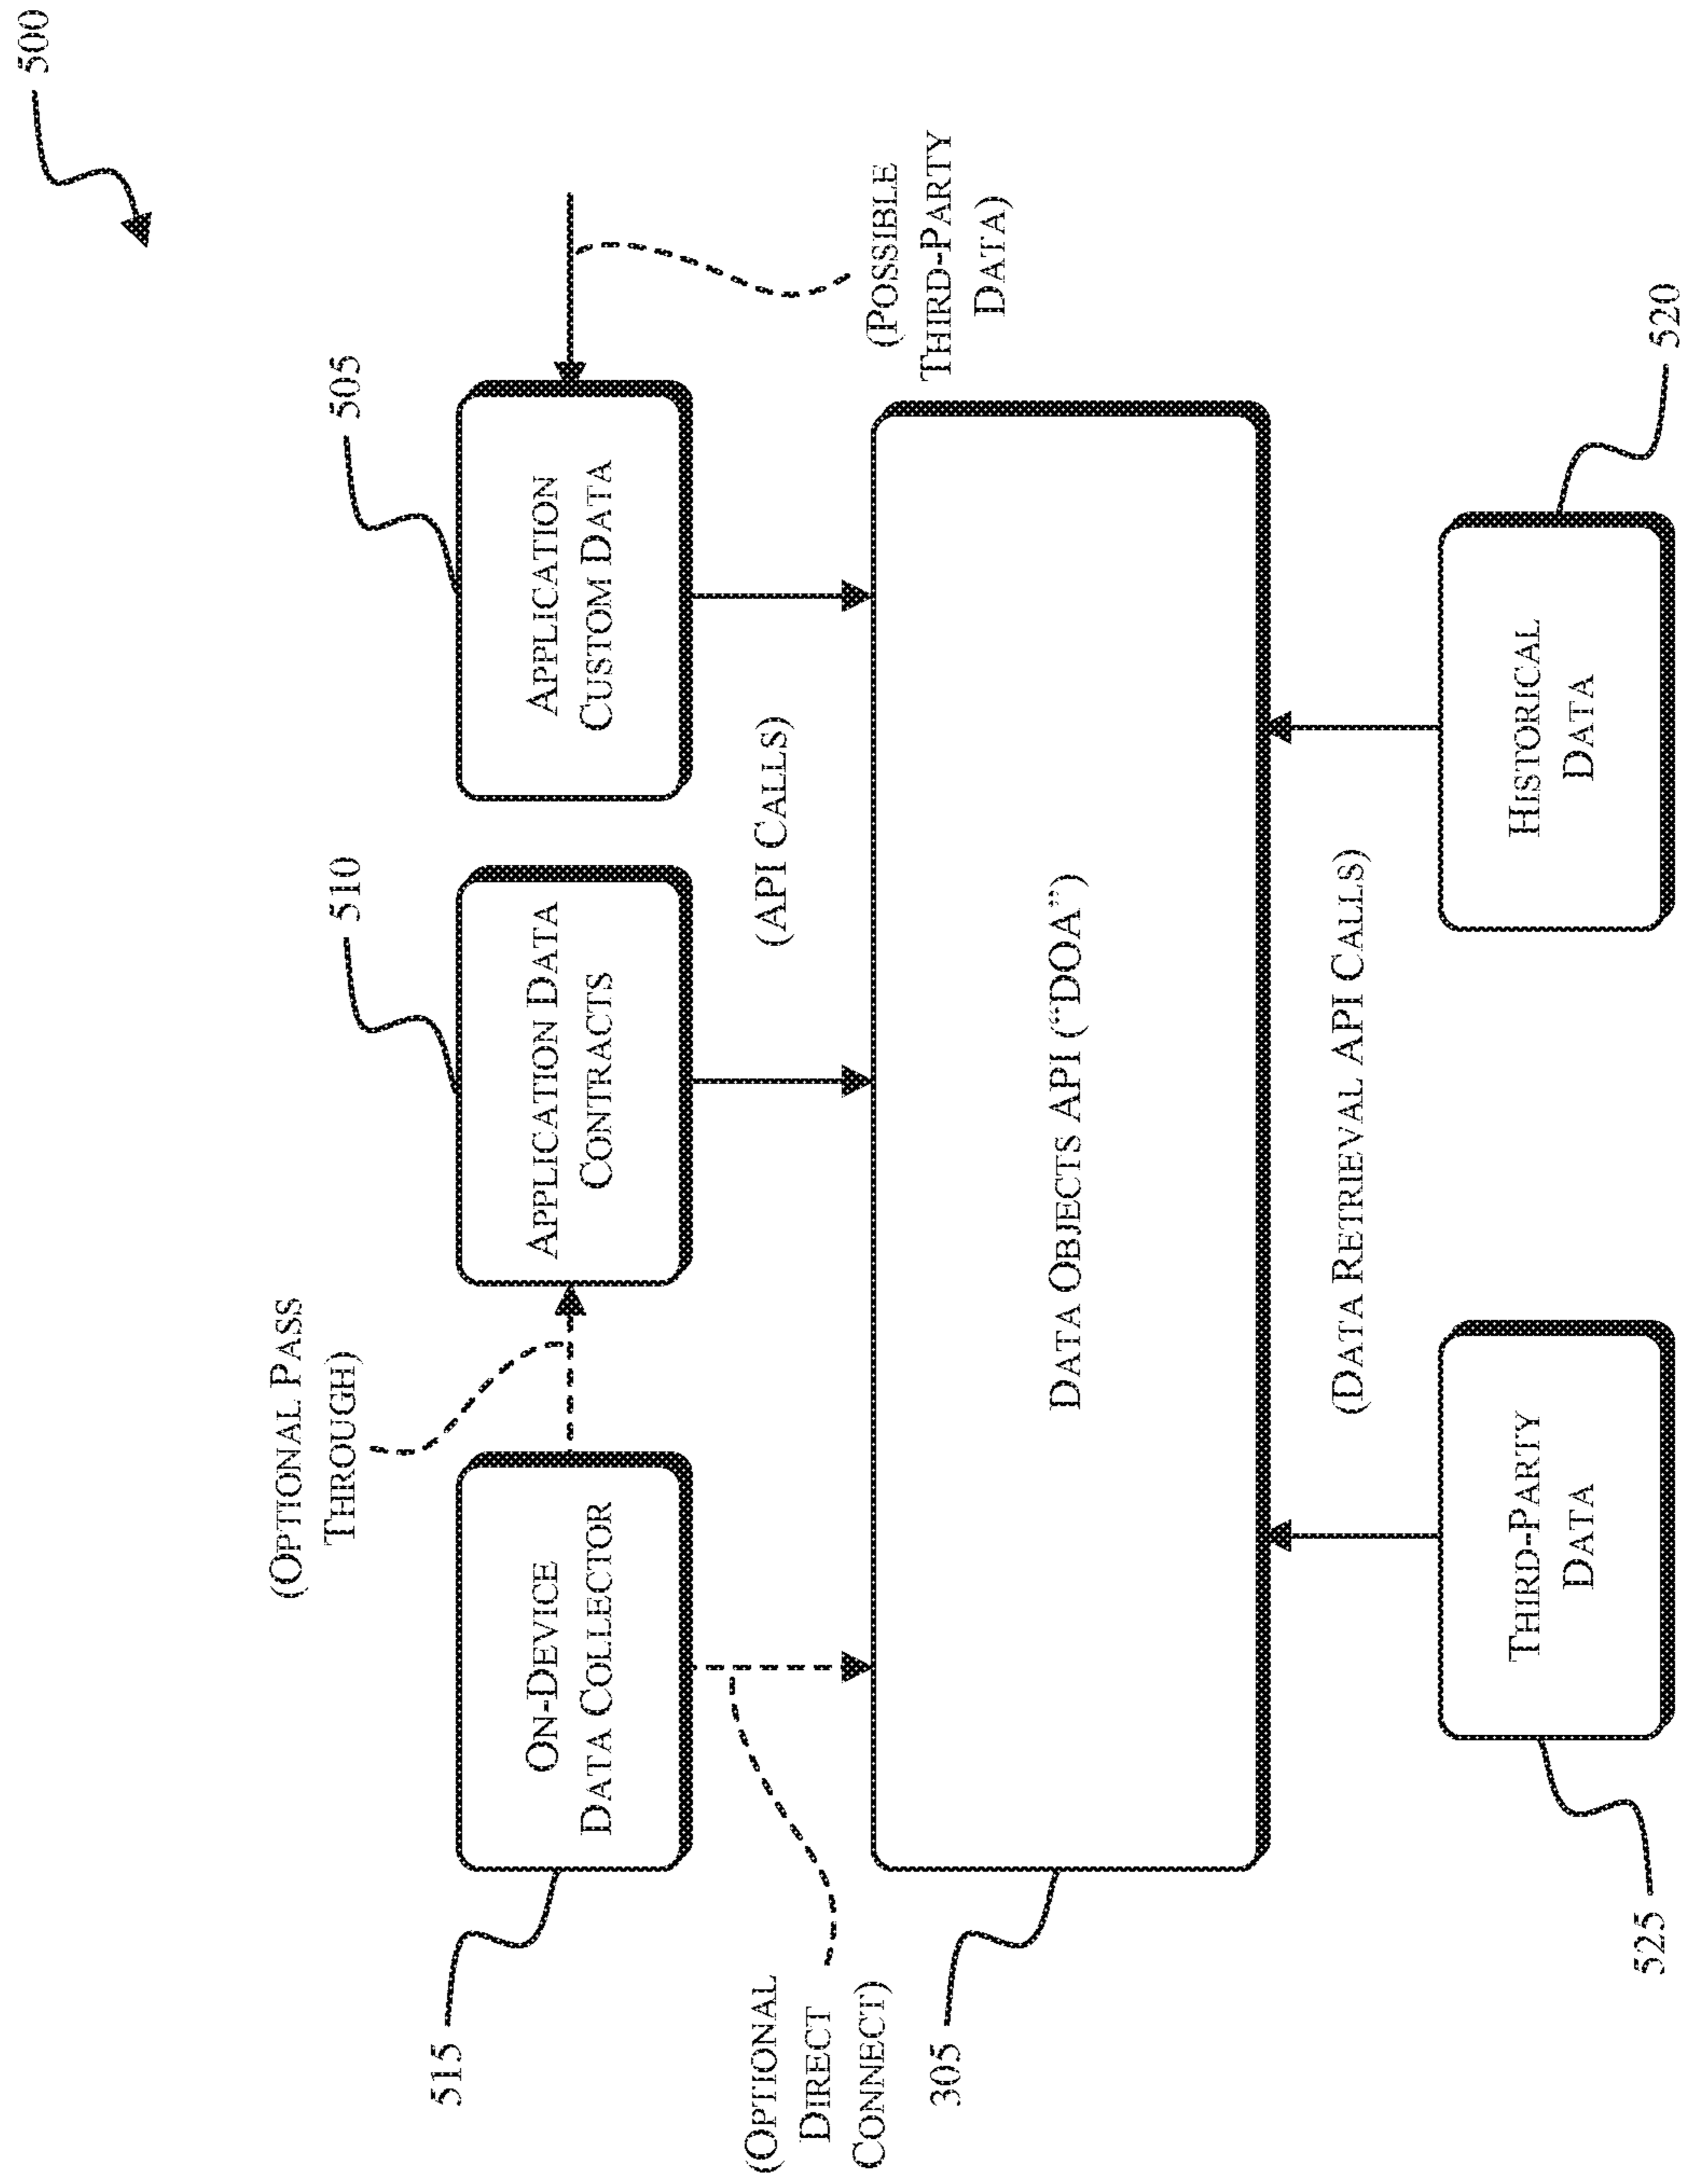 500
(OPTIONAL PASS
THROUGH)
510
505
515
ON-DEVICE
DATA COLLECTOR
APPLICATION DATA
CONTRACTS
APPLICATION
CUSTOM DATA
(OPTIONAL
DIRECT
CONNECT)
(API CALLS)
(POSSIBLE
THIRD-PARTY
DATA)
305
DATA OBJECTS API (“DOA”)
(DATA RETRIEVAL API CALLS)
525
THIRD-PARTY
DATA
HISTORICAL
DATA
520